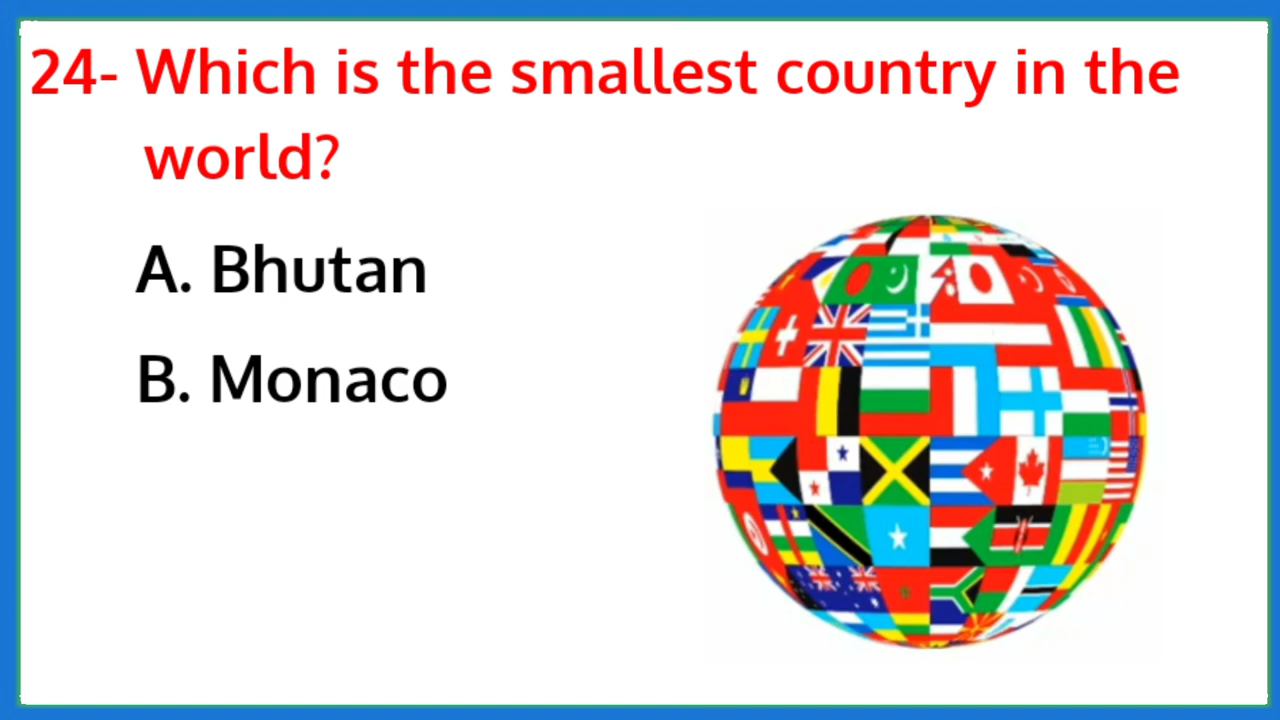 24- Which is the smallest country in the
world?
A. Bhutan
B. Monaco